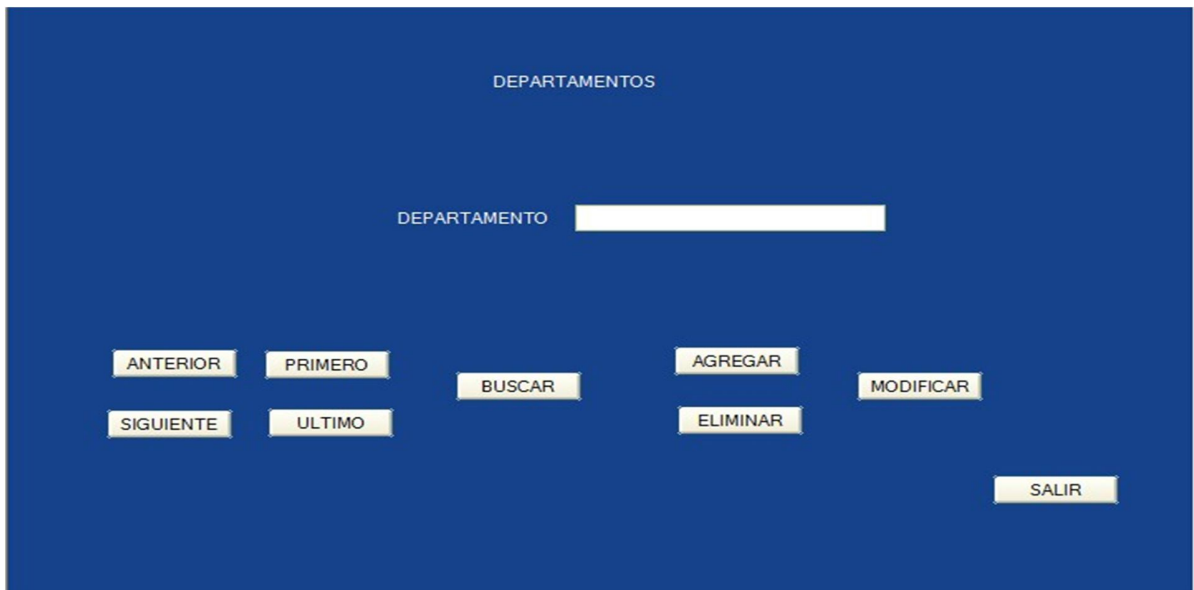 DEPARTAMENTOS
DEPARTAMENTO
ANTERIOR PRIMERO BUSCAR AGREGAR MODIFICAR
SIGUIENTE ULTIMO ELIMINAR
SALIR